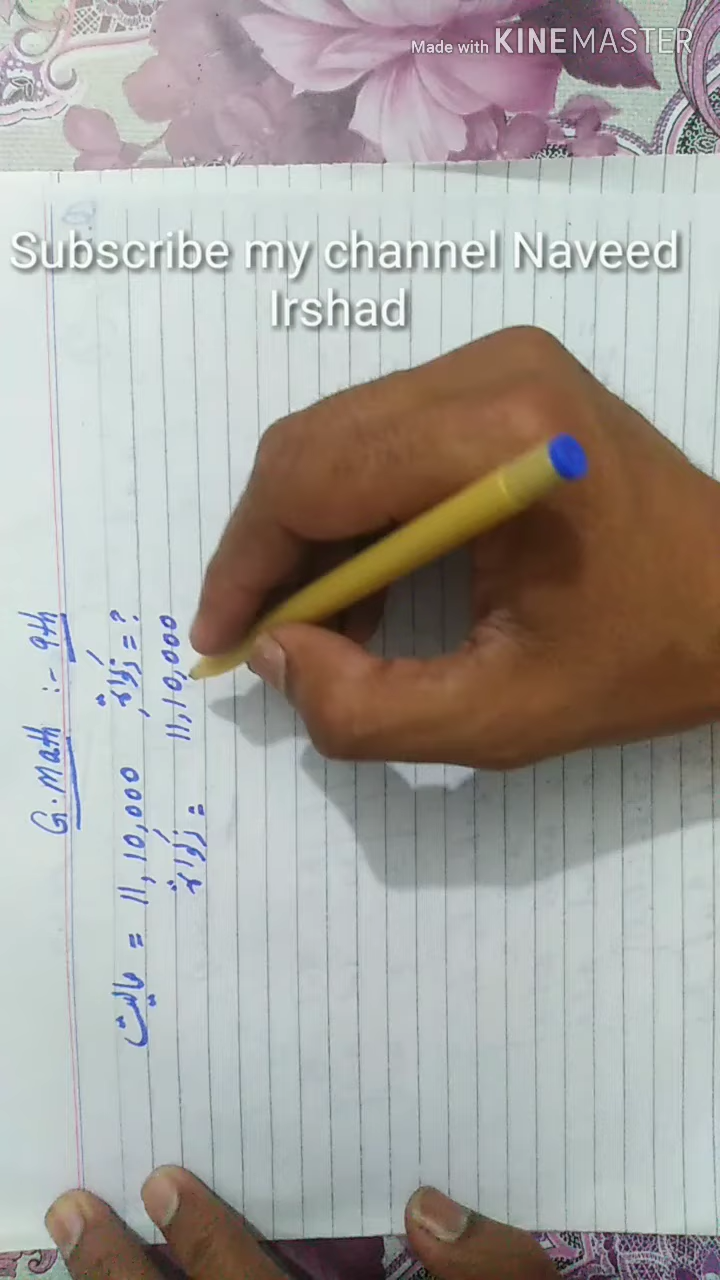 Made with KINEMASTER
Subscribe my channel Naveed
Irshad
G. Math :- 9th
مالیت = 11,10,000 , زکوٰۃ = ?
زکوٰۃ = 11,10,000